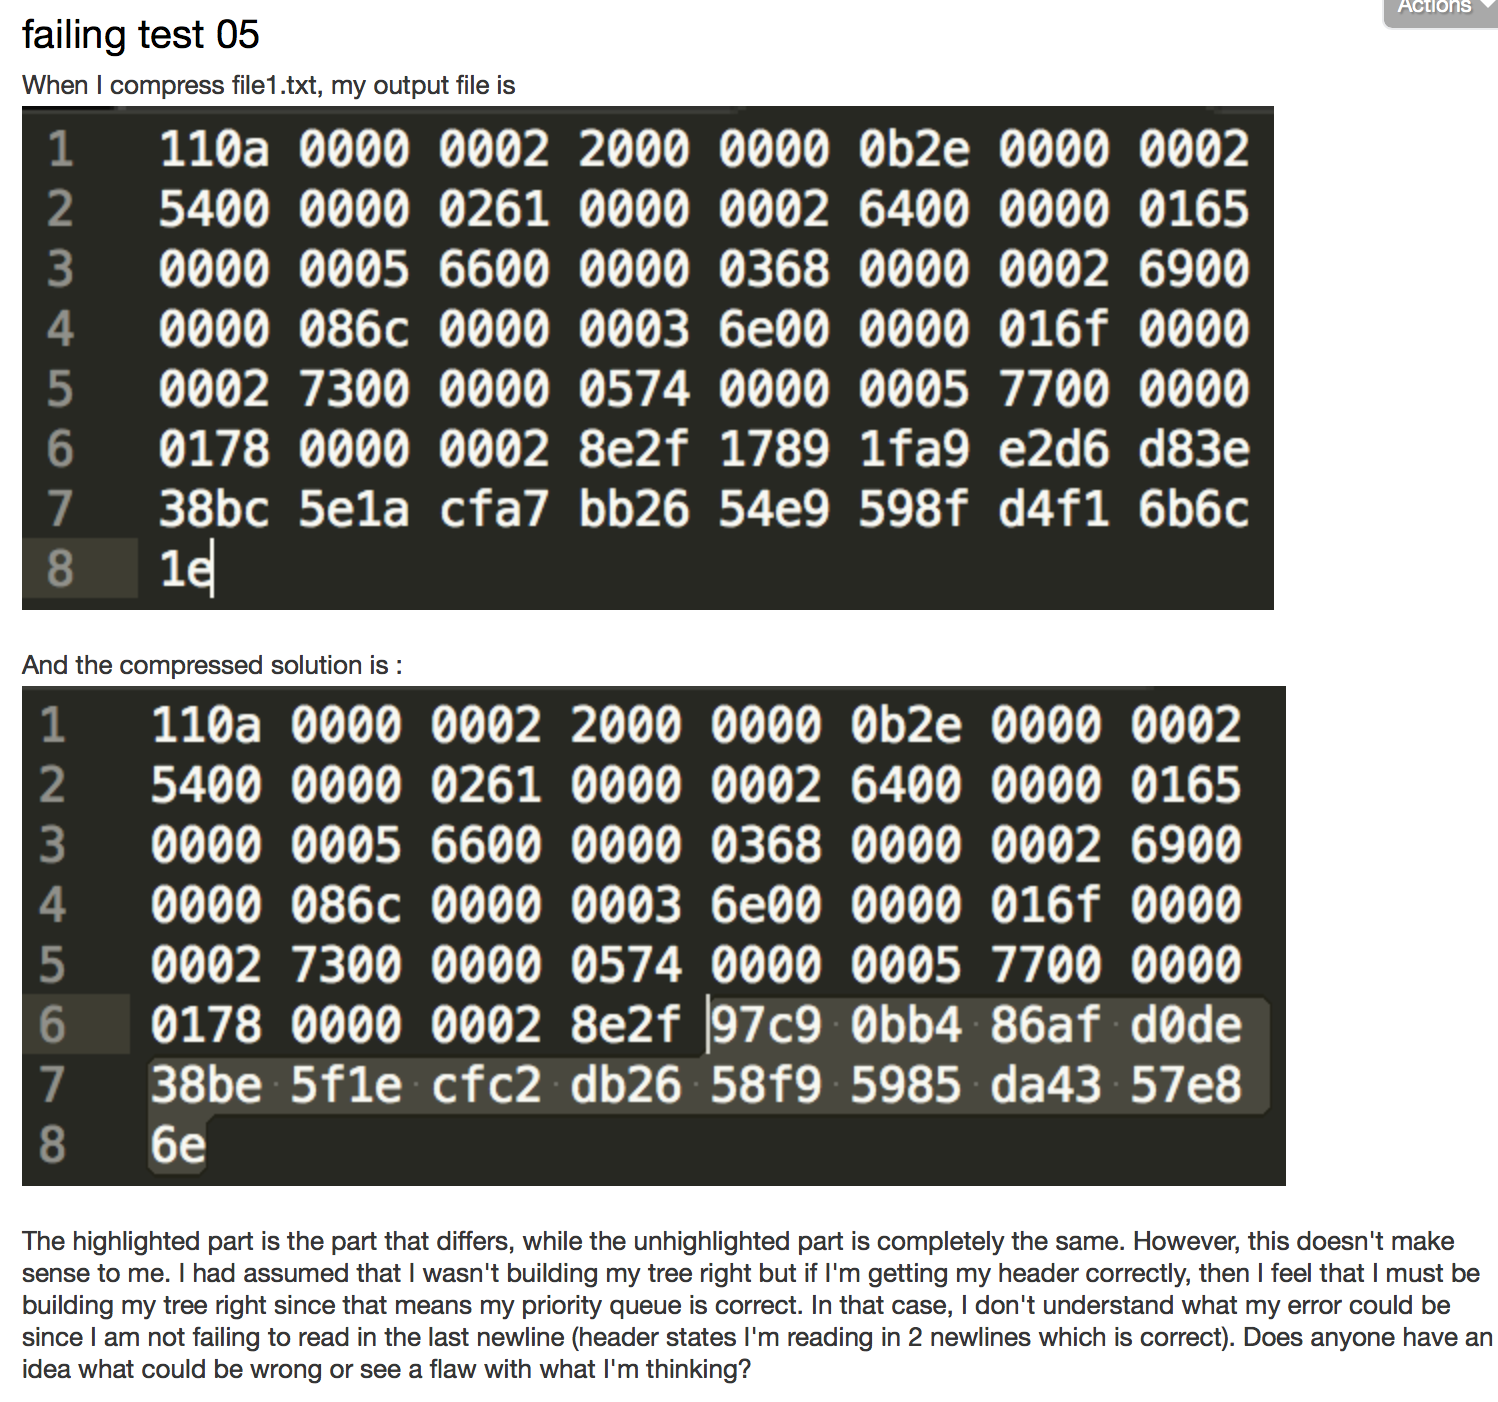 Actions
failing test 05
When I compress file1.txt, my output file is
1 110a 0000 0002 2000 0000 0b2e 0000 0002
2 5400 0000 0261 0000 0002 6400 0000 0165
3 0000 0005 6600 0000 0368 0000 0002 6900
4 0000 086c 0000 0003 6e00 0000 016f 0000
5 0002 7300 0000 0574 0000 0005 7700 0000
6 0178 0000 0002 8e2f 1789 1fa9 e2d6 d83e
7 38bc 5e1a cfa7 bb26 54e9 598f d4f1 6b6c
8 1e
And the compressed solution is :
1 110a 0000 0002 2000 0000 0b2e 0000 0002
2 5400 0000 0261 0000 0002 6400 0000 0165
3 0000 0005 6600 0000 0368 0000 0002 6900
4 0000 086c 0000 0003 6e00 0000 016f 0000
5 0002 7300 0000 0574 0000 0005 7700 0000
6 0178 0000 0002 8e2f 97c9 0bb4 86af d0de
7 38be 5f1e cfc2 db26 58f9 5985 da43 57e8
8 6e
The highlighted part is the part that differs, while the unhighlighted part is completely the same. However, this doesn't make
sense to me. I had assumed that I wasn't building my tree right but if I'm getting my header correctly, then I feel that I must be
building my tree right since that means my priority queue is correct. In that case, I don't understand what my error could be
since I am not failing to read in the last newline (header states I'm reading in 2 newlines which is correct). Does anyone have an
idea what could be wrong or see a flaw with what I'm thinking?